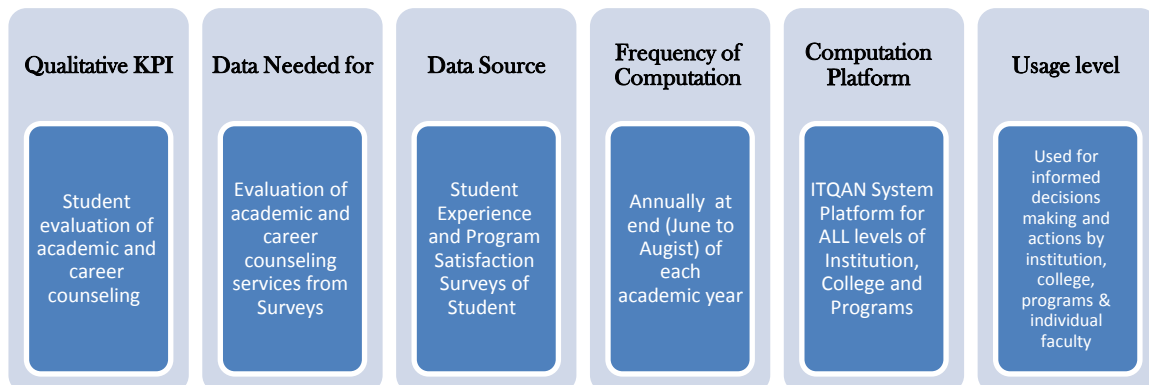 Qualitative KPI
Student
evaluation of
academic and
career
counseling
Data Needed for
Evaluation of
academic and
career
counseling
services from
Surveys
Data Source
Student
Experience
and Program
Satisfaction
Surveys of
Student
Frequency of
Computation
Annually at
end (June to
Augist) of
each
academic year
Computation
Platform
ITQAN System
Platform for
ALL levels of
Institution,
College and
Programs
Usage level
Used for
informed
decisions
making and
actions by
institution,
college,
programs &
individual
faculty